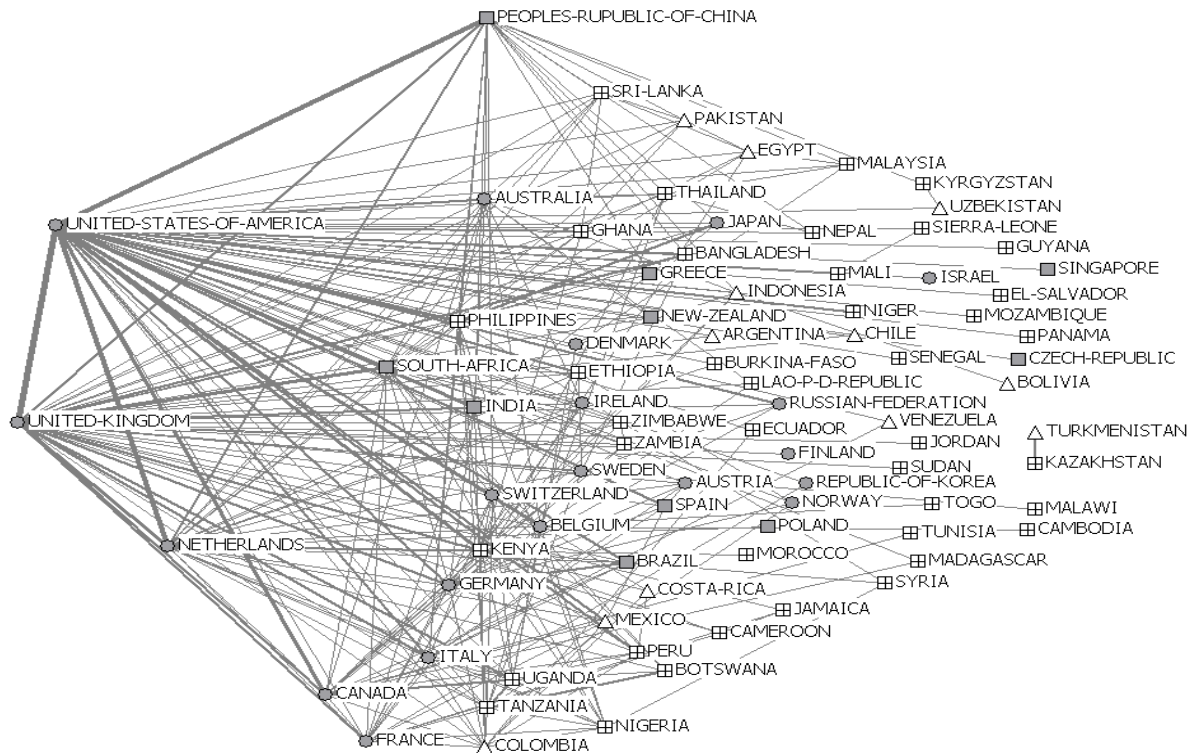 PEOPLES-RUPUBLIC-OF-CHINA
SRI-LANKA
PAKISTAN
EGYPT
MALAYSIA
KYRGYZSTAN
THAILAND
AUSTRALIA
UZBEKISTAN
UNITED-STATES-OF-AMERICA
JAPAN
SIERRA-LEONE
GHANA
NEPAL
GUYANA
BANGLADESH
SINGAPORE
GREECE
MALI
ISRAEL
INDONESIA
EL-SALVADOR
NIGER
MOZAMBIQUE
NEW-ZEALAND
PHILIPPINES
ARGENTINA
CHILE
PANAMA
DENMARK
SENEGAL
CZECH-REPUBLIC
BURKINA-FASO
SOUTH-AFRICA
ETHIOPIA
LAO-P-D-REPUBLIC
BOLIVIA
IRELAND
RUSSIAN-FEDERATION
INDIA
UNITED-KINGDOM
ZIMBABWE
VENEZUELA
ECUADOR
TURKMENISTAN
ZAMBIA
JORDAN
FINLAND
KAZAKHSTAN
SUDAN
SWEDEN
AUSTRIA
REPUBLIC-OF-KOREA
SWITZERLAND
SPAIN
NORWAY
TOGO
MALAWI
BELGIUM
POLAND
TUNISIA
CAMBODIA
NETHERLANDS
KENYA
MOROCCO
MADAGASCAR
BRAZIL
GERMANY
COSTA-RICA
SYRIA
JAMAICA
MEXICO
CAMEROON
ITALY
PERU
BOTSWANA
UGANDA
CANADA
TANZANIA
NIGERIA
FRANCE
COLOMBIA